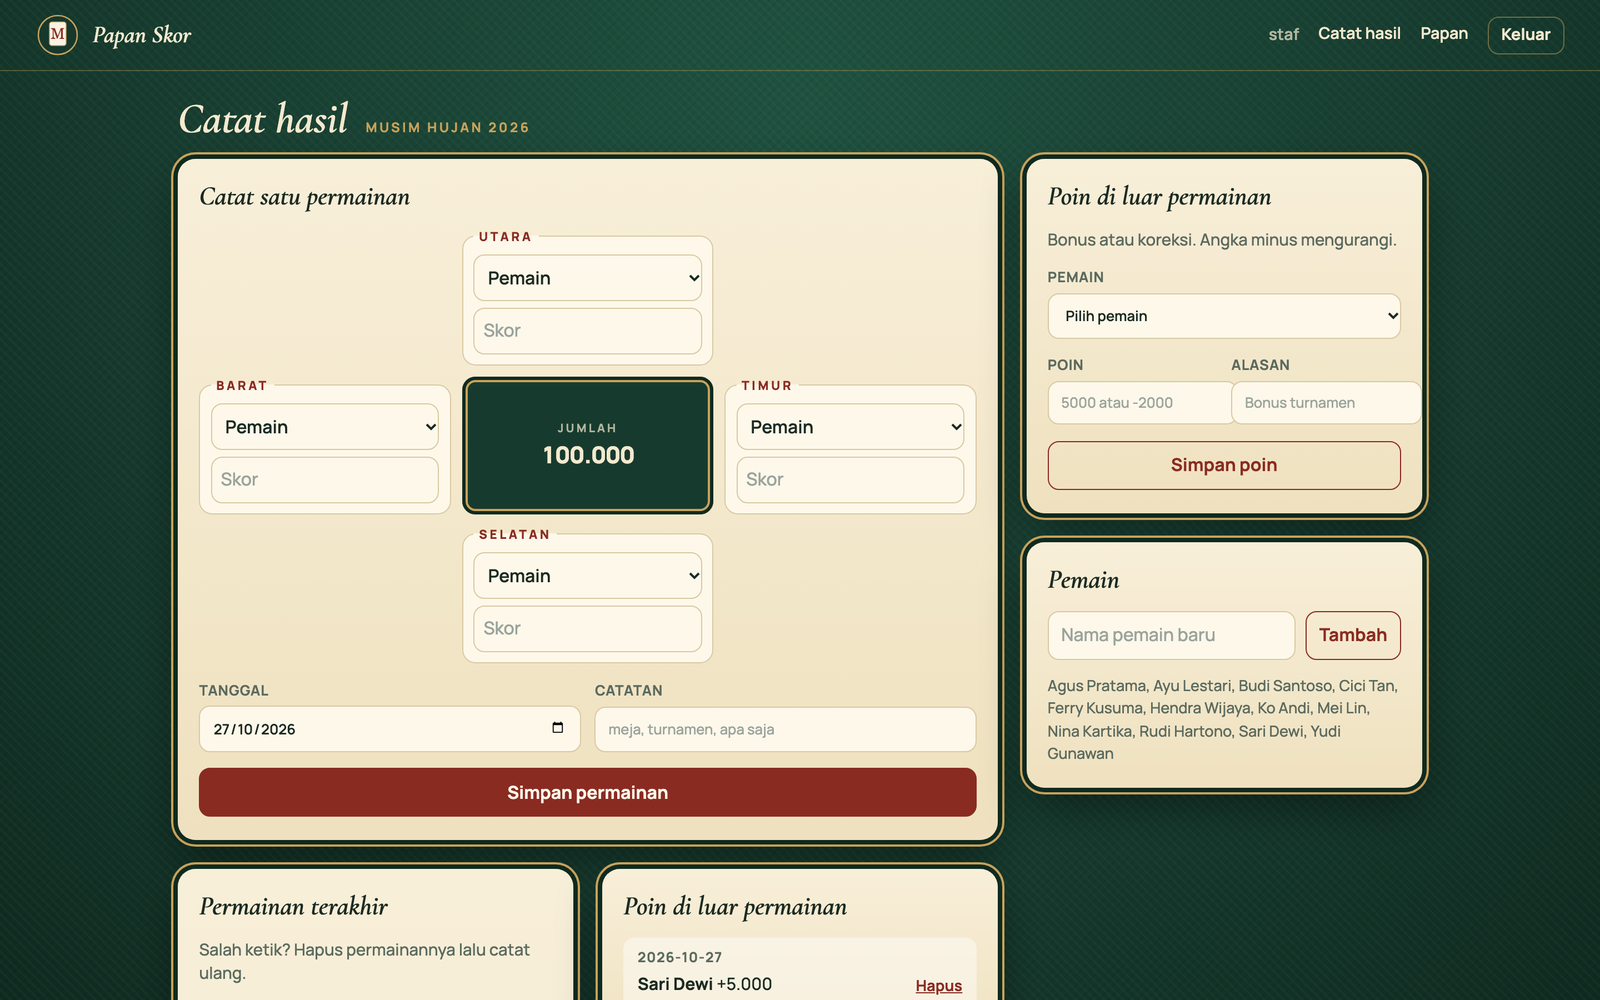 M
Papan Skor
staf
Catat hasil
Papan
Keluar
Catat hasil
MUSIM HUJAN 2026
Catat satu permainan
UTARA
Pemain
Skor
BARAT
Pemain
Skor
JUMLAH
100.000
TIMUR
Pemain
Skor
SELATAN
Pemain
Skor
TANGGAL
27/10/2026
CATATAN
meja, turnamen, apa saja
Simpan permainan
Poin di luar permainan
Bonus atau koreksi. Angka minus mengurangi.
PEMAIN
Pilih pemain
POIN
5000 atau -2000
ALASAN
Bonus turnamen
Simpan poin
Pemain
Nama pemain baru
Tambah
Agus Pratama, Ayu Lestari, Budi Santoso, Cici Tan,
Ferry Kusuma, Hendra Wijaya, Ko Andi, Mei Lin,
Nina Kartika, Rudi Hartono, Sari Dewi, Yudi
Gunawan
Permainan terakhir
Salah ketik? Hapus permainannya lalu catat
ulang.
Poin di luar permainan
2026-10-27
Sari Dewi +5.000
Hapus